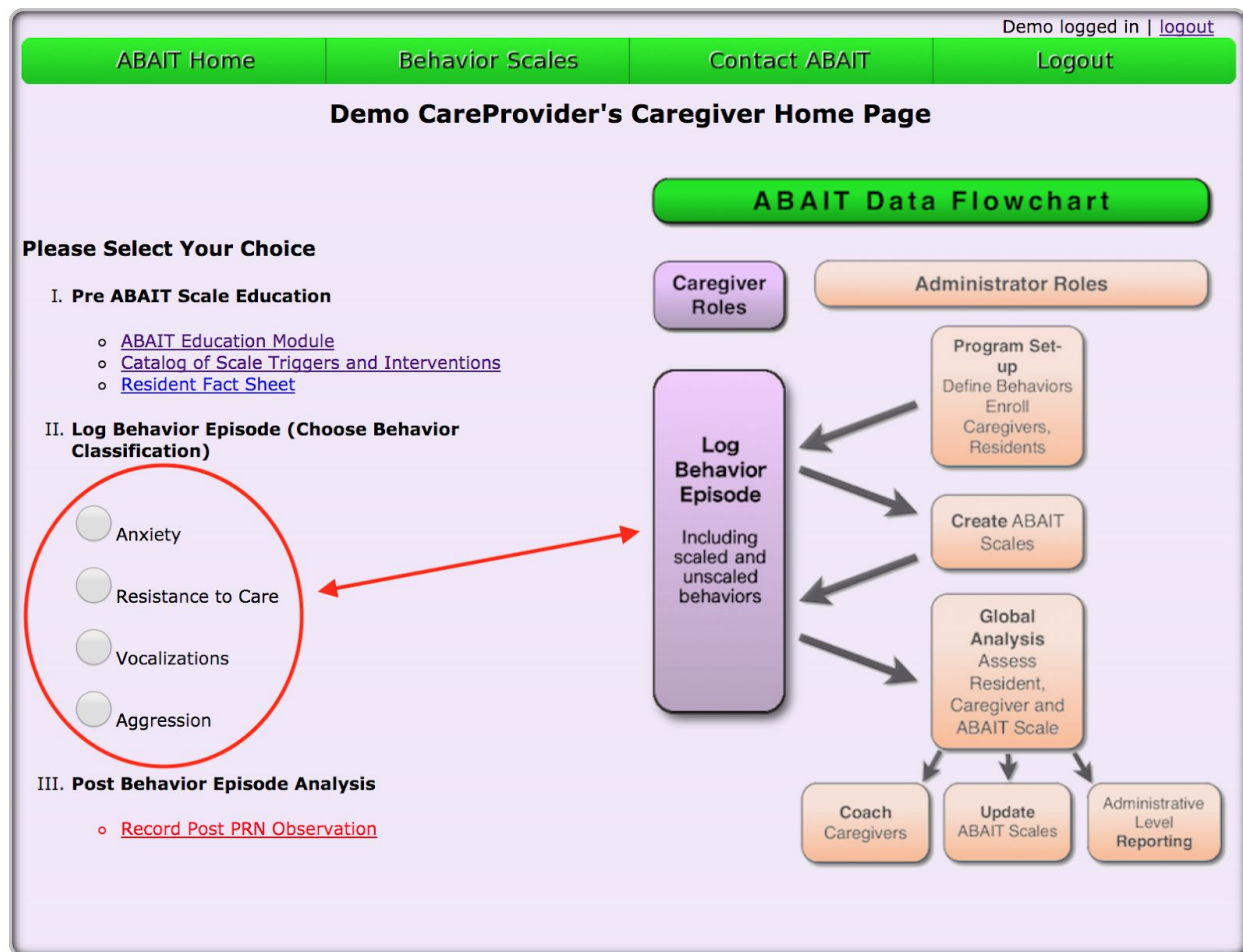 Demo logged in | logout
ABAIT Home Behavior Scales Contact ABAIT Logout
Demo CareProvider's Caregiver Home Page
Please Select Your Choice
I. Pre ABAIT Scale Education
ABAIT Education Module
Catalog of Scale Triggers and Interventions
Resident Fact Sheet
II. Log Behavior Episode (Choose Behavior
Classification)
Anxiety
Resistance to Care
Vocalizations
Aggression
III. Post Behavior Episode Analysis
Record Post PRN Observation
ABAIT Data Flowchart
Caregiver
Roles
Administrator Roles
Log
Behavior
Episode
Including
scaled and
unscaled
behaviors
Program Set-
up
Define Behaviors
Enroll
Caregivers,
Residents
Create ABAIT
Scales
Global
Analysis
Assess
Resident,
Caregiver and
ABAIT Scale
Coach
Caregivers
Update
ABAIT Scales
Administrative
Level
Reporting